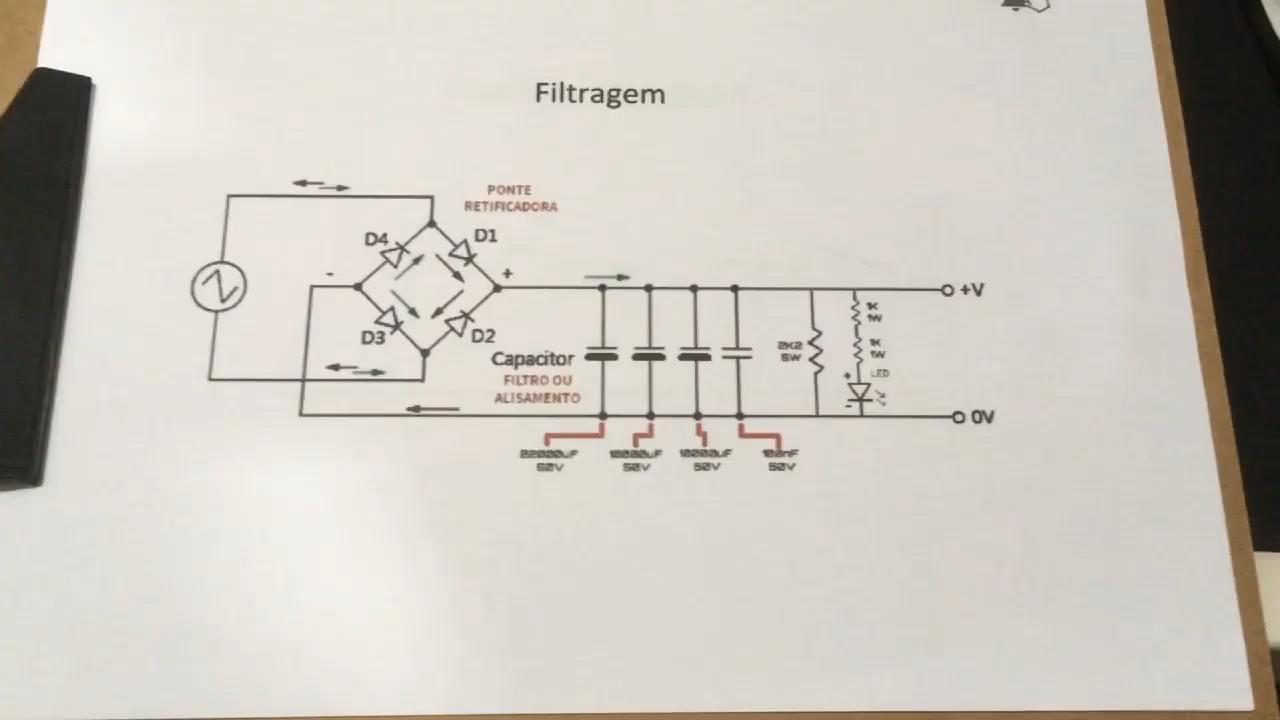 Filtragem
PONTE
RETIFICADORA
D4
D1
-
+
+V
1K
1W
D3
D2
2K2
5W
1K
1W
Capacitor
FILTRO OU
ALISAMENTO
+
LED
-
0V
22000uF
50V
10000uF
50V
10000uF
50V
100nF
50V